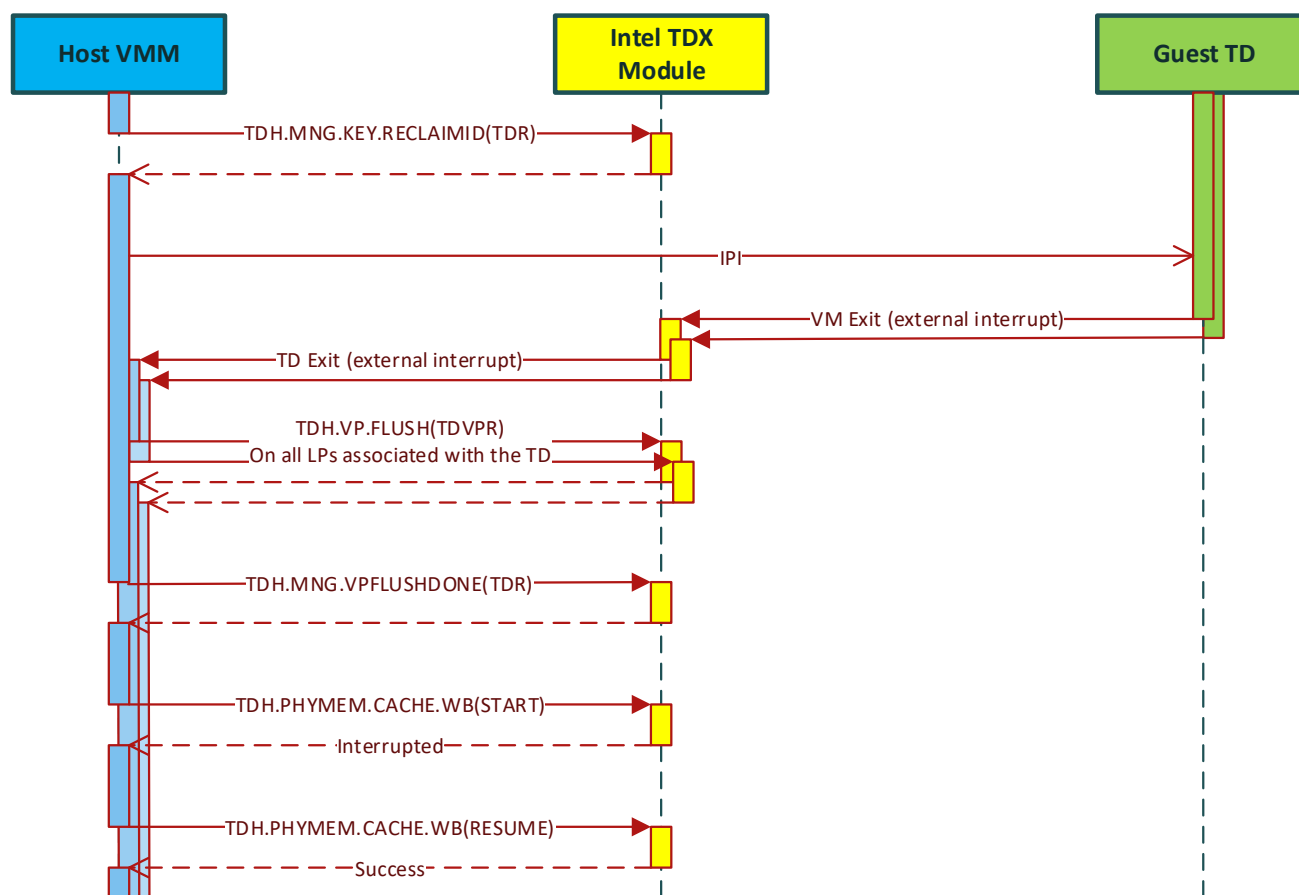 Host VMM
Intel TDX
Module
Guest TD
TDH.MNG.KEY.RECLAIMID(TDR)
IPI
VM Exit (external interrupt)
TD Exit (external interrupt)
TDH.VP.FLUSH(TDVPR)
On all LPs associated with the TD
TDH.MNG.VPFLUSHDONE(TDR)
TDH.PHYMEM.CACHE.WB(START)
Interrupted
TDH.PHYMEM.CACHE.WB(RESUME)
Success